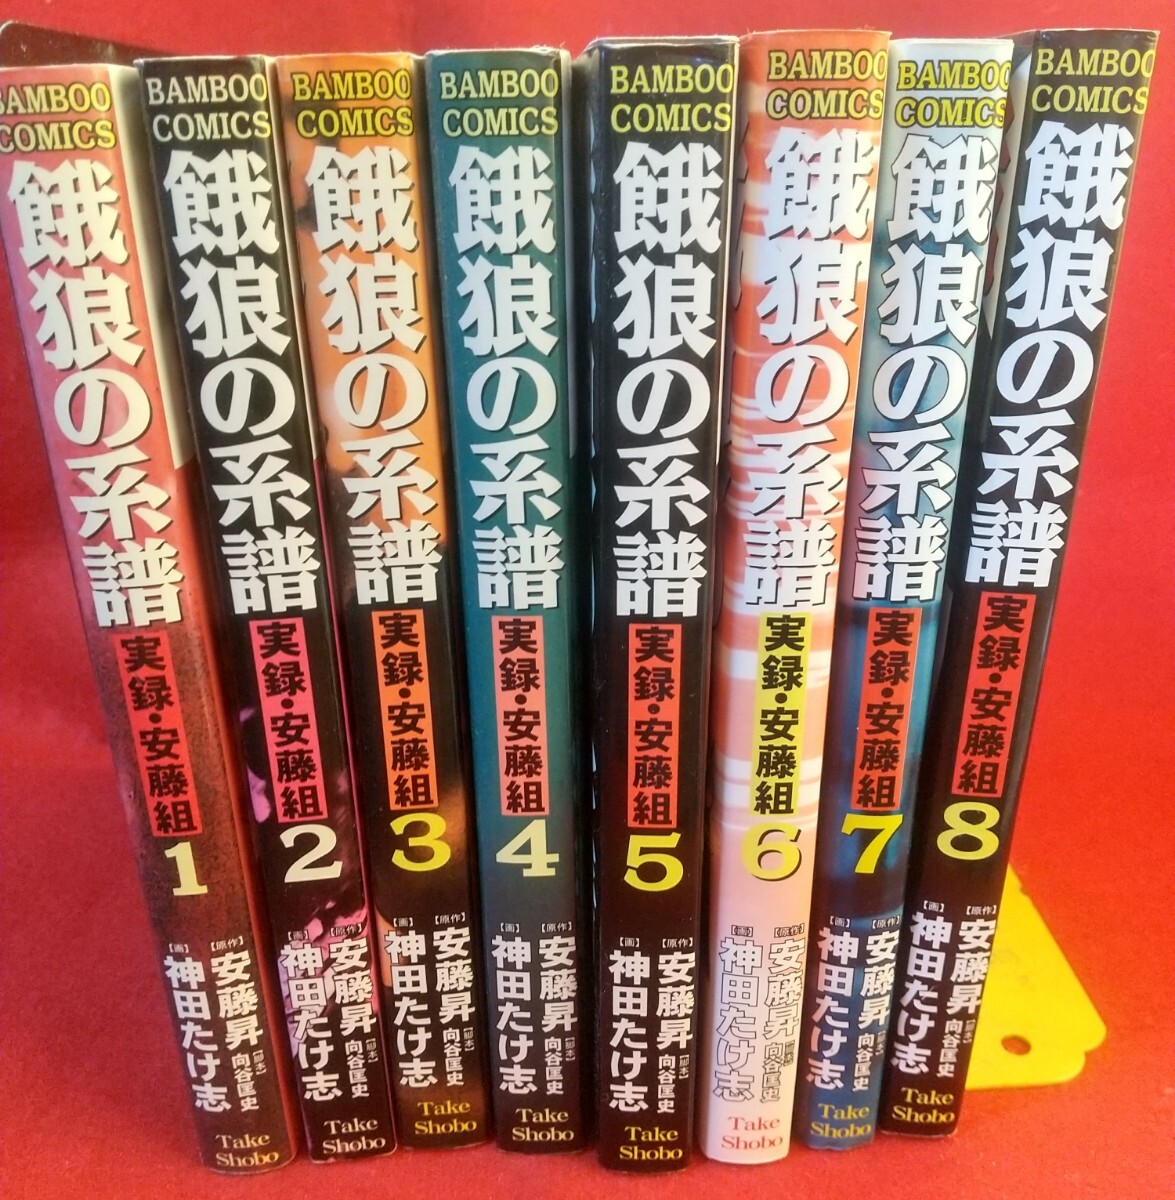 BAMBOO
COMICS
餓狼の系譜
実録・安藤組
1
【原作】安藤昇
【脚本】向谷匡史
【画】神田たけ志
Take
Shobo
BAMBOO
COMICS
餓狼の系譜
実録・安藤組
2
【原作】安藤昇
【脚本】向谷匡史
【画】神田たけ志
Take
Shobo
BAMBOO
COMICS
餓狼の系譜
実録・安藤組
3
【原作】安藤昇
【脚本】向谷匡史
【画】神田たけ志
Take
Shobo
BAMBOO
COMICS
餓狼の系譜
実録・安藤組
4
【原作】安藤昇
【脚本】向谷匡史
【画】神田たけ志
Take
Shobo
BAMBOO
COMICS
餓狼の系譜
実録・安藤組
5
【原作】安藤昇
【脚本】向谷匡史
【画】神田たけ志
Take
Shobo
BAMBOO
COMICS
餓狼の系譜
実録・安藤組
6
【原作】安藤昇
【脚本】向谷匡史
【画】神田たけ志
Take
Shobo
BAMBOO
COMICS
餓狼の系譜
実録・安藤組
7
【原作】安藤昇
【脚本】向谷匡史
【画】神田たけ志
Take
Shobo
BAMBOO
COMICS
餓狼の系譜
実録・安藤組
8
【原作】安藤昇
【脚本】向谷匡史
【画】神田たけ志
Take
Shobo